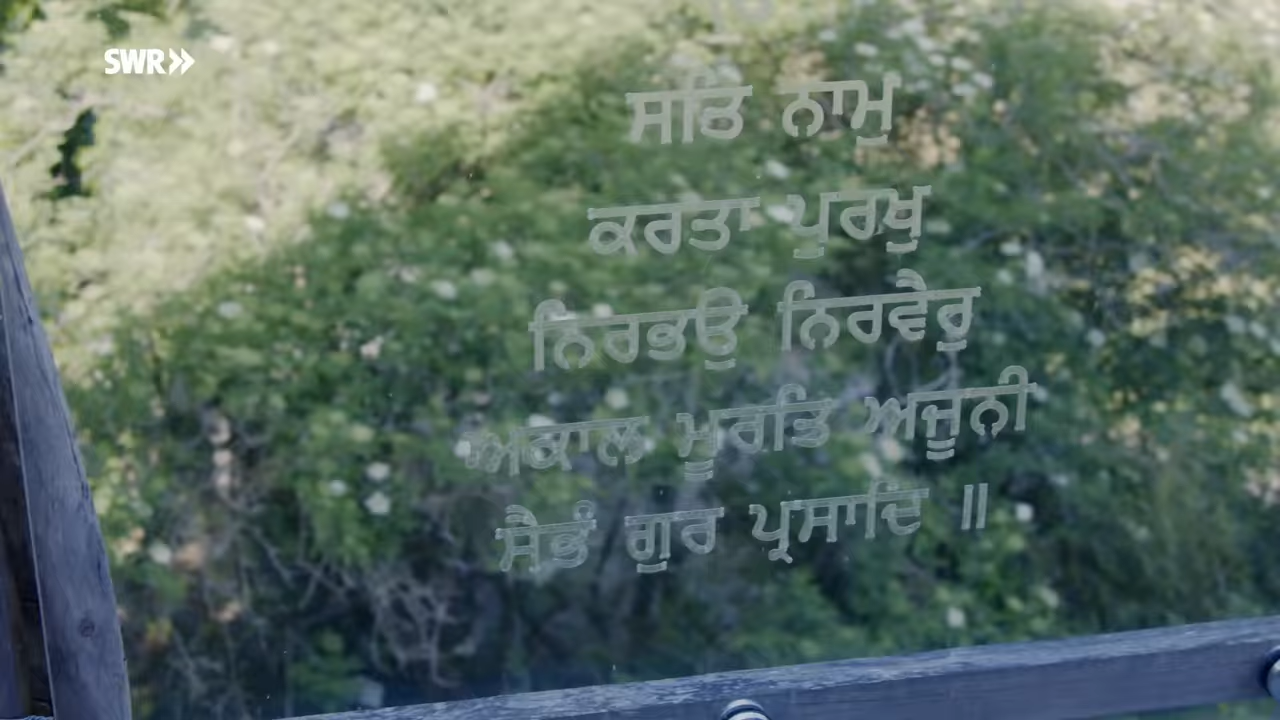 SWR
ਸਤਿ ਨਾਮੁ
ਕਰਤਾ ਪੁਰਖੁ
ਨਿਰਭਉ ਨਿਰਵੈਰੁ
ਅਕਾਲ ਮੂਰਤਿ ਅਜੂਨੀ
ਸੈਭੰ ਗੁਰ ਪ੍ਰਸਾਦਿ ॥